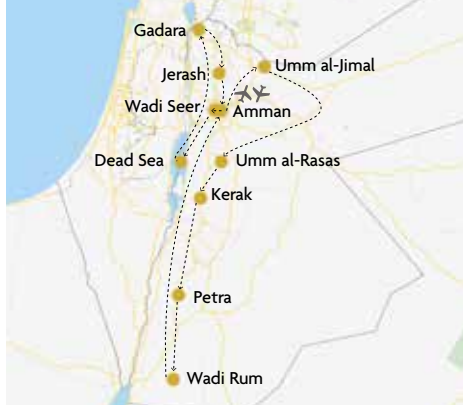 Gadara
Umm al-Jimal
Jerash
Wadi Seer
Amman
Dead Sea
Umm al-Rasas
Kerak
Petra
Wadi Rum